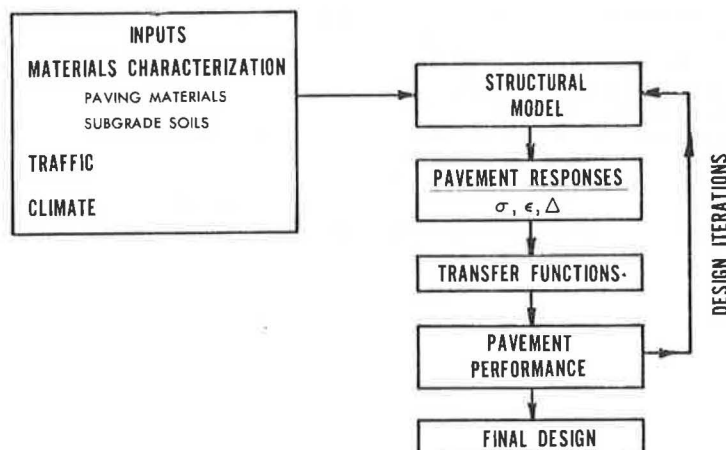 INPUTS
MATERIALS CHARACTERIZATION
PAVING MATERIALS
SUBGRADE SOILS
TRAFFIC
CLIMATE
STRUCTURAL
MODEL
PAVEMENT RESPONSES
σ, ϵ, Δ
TRANSFER FUNCTIONS.
PAVEMENT
PERFORMANCE
FINAL DESIGN
DESIGN ITERATIONS